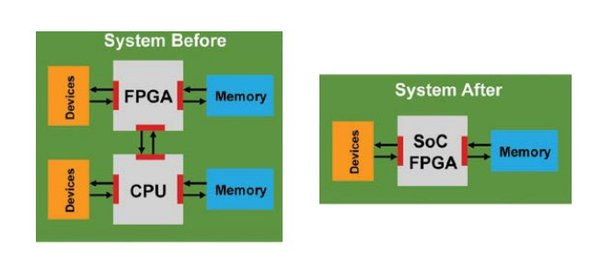 System Before
Devices
FPGA
Memory
Devices
CPU
Memory
System After
Devices
SoC
FPGA
Memory